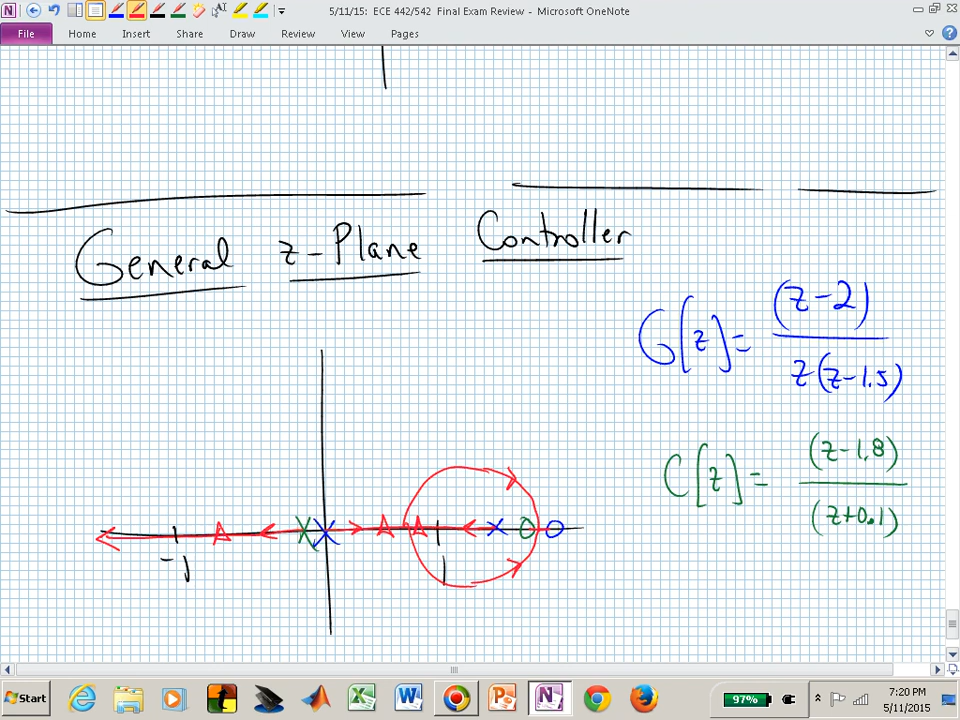 5/11/15: ECE 442/542 Final Exam Review - Microsoft OneNote
File Home Insert Share Draw Review View Pages
General z-Plane Controller
G[z] = (z-2) / z(z-1.5)
C[z] = (z-1.8) / (z+0.1)
-1 1
Start 97% 7:20 PM
5/11/2015